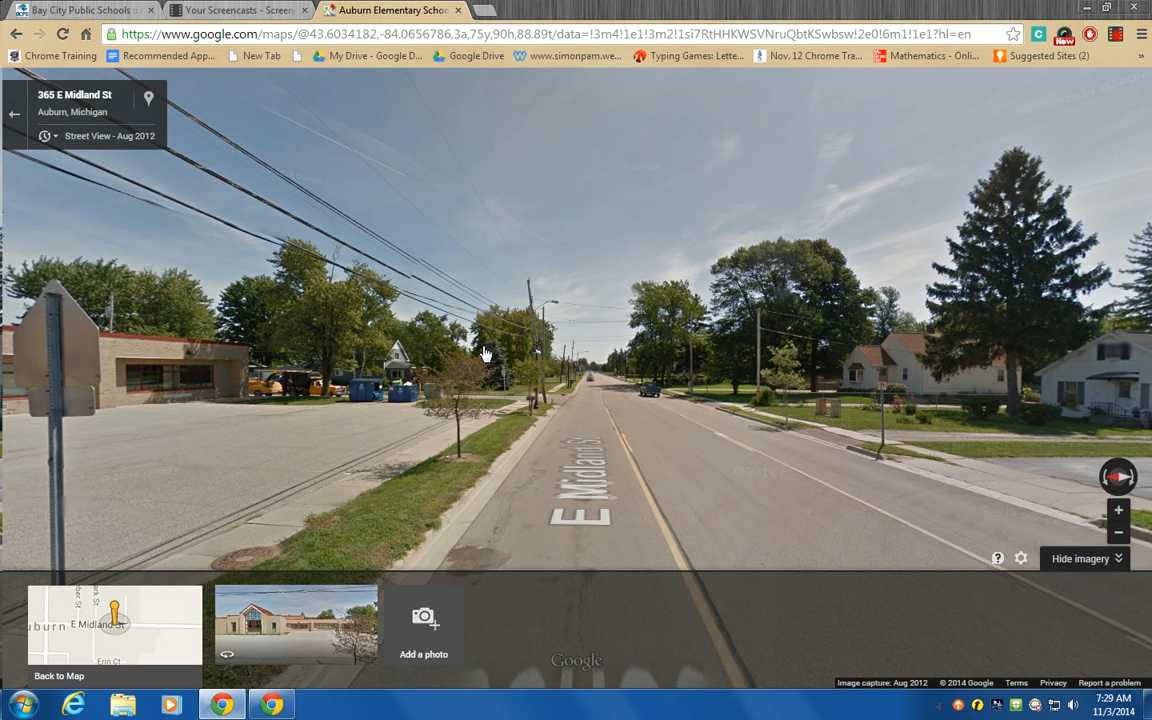 Bay City Public Schools ::
Your Screencasts - Screen
Auburn Elementary Schoo
https://www.google.com/maps/@43.6034182,-84.0656786,3a,75y,90h,88.89t/data=!3m4!1e1!3m2!1si7RtHHKWSVNruQbtKSwbsw!2e0!6m1!1e1?hl=en
Chrome Training
Recommended App...
New Tab
My Drive - Google D...
Google Drive
www.simonpam.we...
Typing Games: Lette...
Nov. 12 Chrome Tra...
Mathematics - Onli...
Suggested Sites (2)
»
New
365 E Midland St
Auburn, Michigan
Street View - Aug 2012
E Midland St
Hide imagery
E Midland St
Erin Ct
Back to Map
Add a photo
Google
Image capture: Aug 2012 © 2014 Google Terms Privacy Report a problem
7:29 AM
11/3/2014